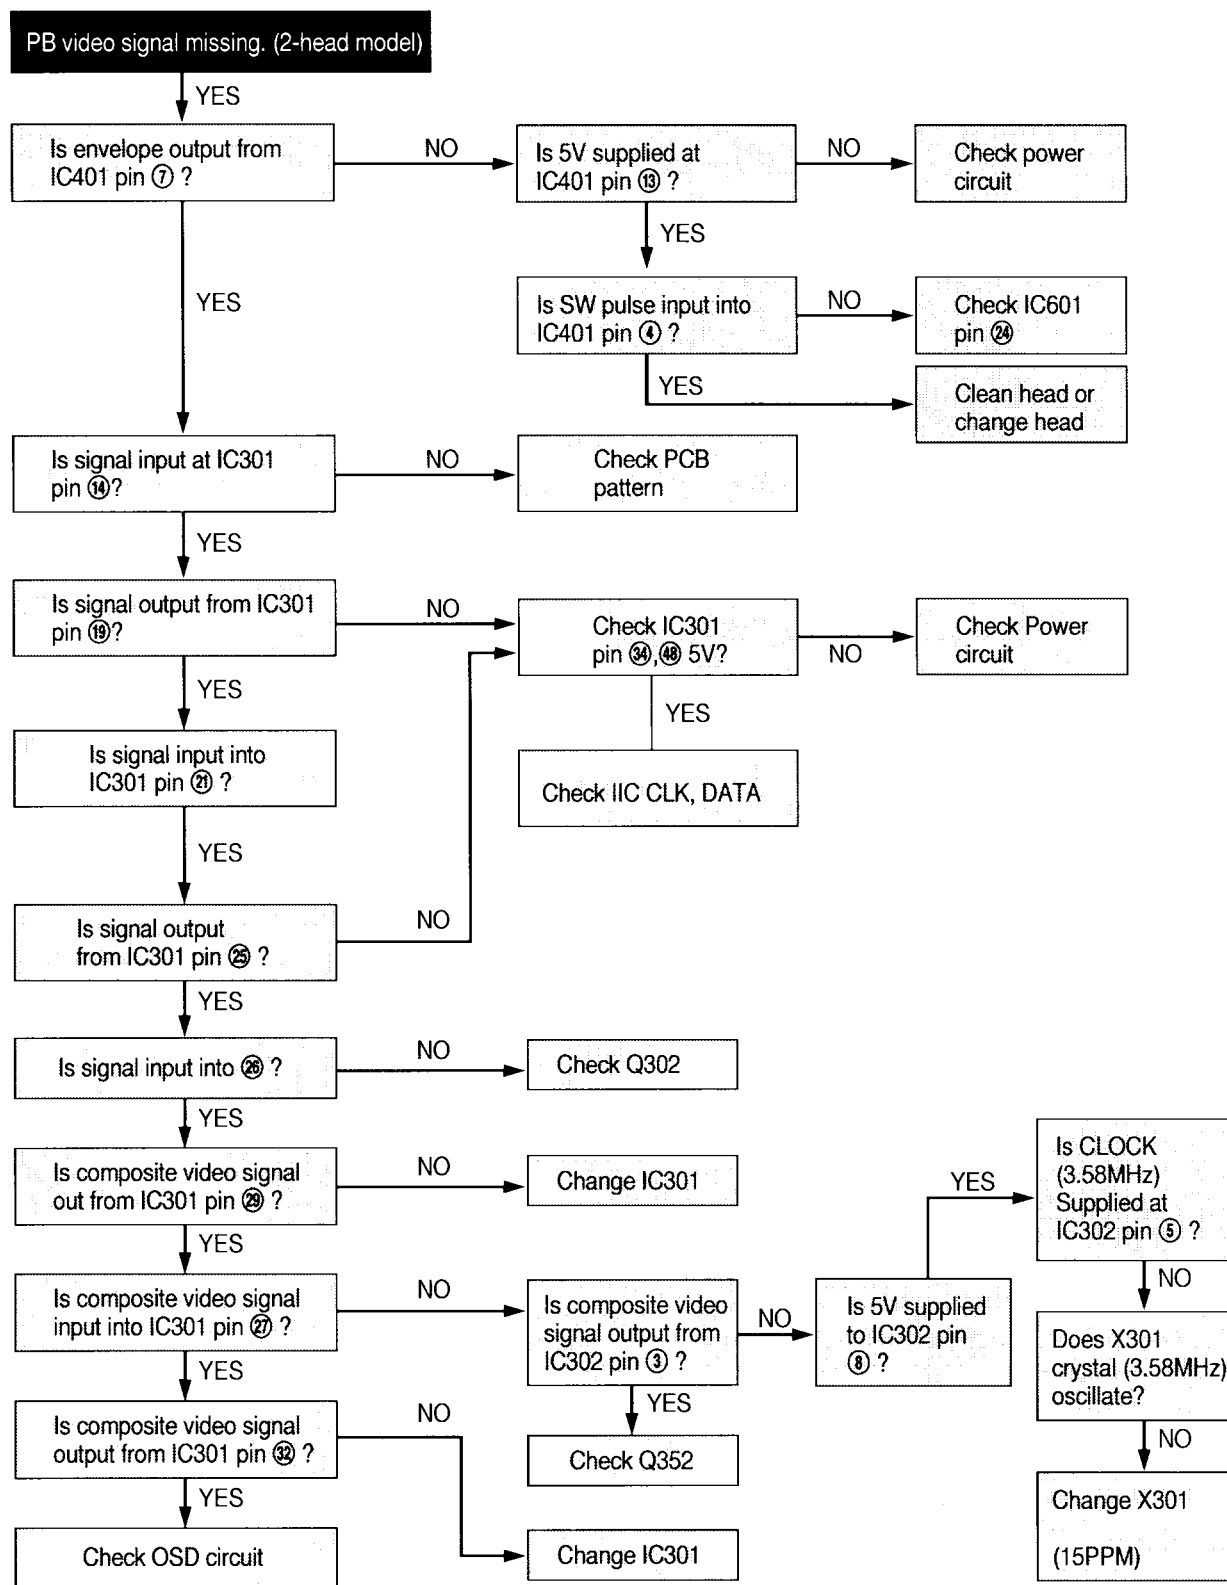 PB video signal missing. (2-head model)
YES
Is envelope output from
IC401 pin ⑦ ?
NO
Is 5V supplied at
IC401 pin ⑬ ?
NO
Check power
circuit
YES
YES
Is SW pulse input into
IC401 pin ④ ?
NO
Check IC601
pin ㉔
YES
Clean head or
change head
Is signal input at IC301
pin ⑭?
NO
Check PCB
pattern
YES
Is signal output from IC301
pin ⑲?
NO
Check IC301
pin ㉞,㊽ 5V?
NO
Check Power
circuit
YES
YES
Is signal input into
IC301 pin ㉑ ?
Check IIC CLK, DATA
YES
Is signal output
from IC301 pin ㉕ ?
NO
YES
Is signal input into ㉖ ?
NO
Check Q302
YES
Is composite video signal
out from IC301 pin ㉙ ?
NO
Change IC301
YES
Is composite video signal
input into IC301 pin ㉗ ?
NO
Is composite video
signal output from
IC302 pin ③ ?
NO
Is 5V supplied
to IC302 pin
⑧ ?
YES
Is CLOCK
(3.58MHz)
Supplied at
IC302 pin ⑤ ?
NO
Does X301
crystal (3.58MHz)
oscillate?
NO
Change X301
(15PPM)
YES
Check Q352
YES
Is composite video signal
output from IC301 pin ㉜ ?
NO
Change IC301
YES
Check OSD circuit